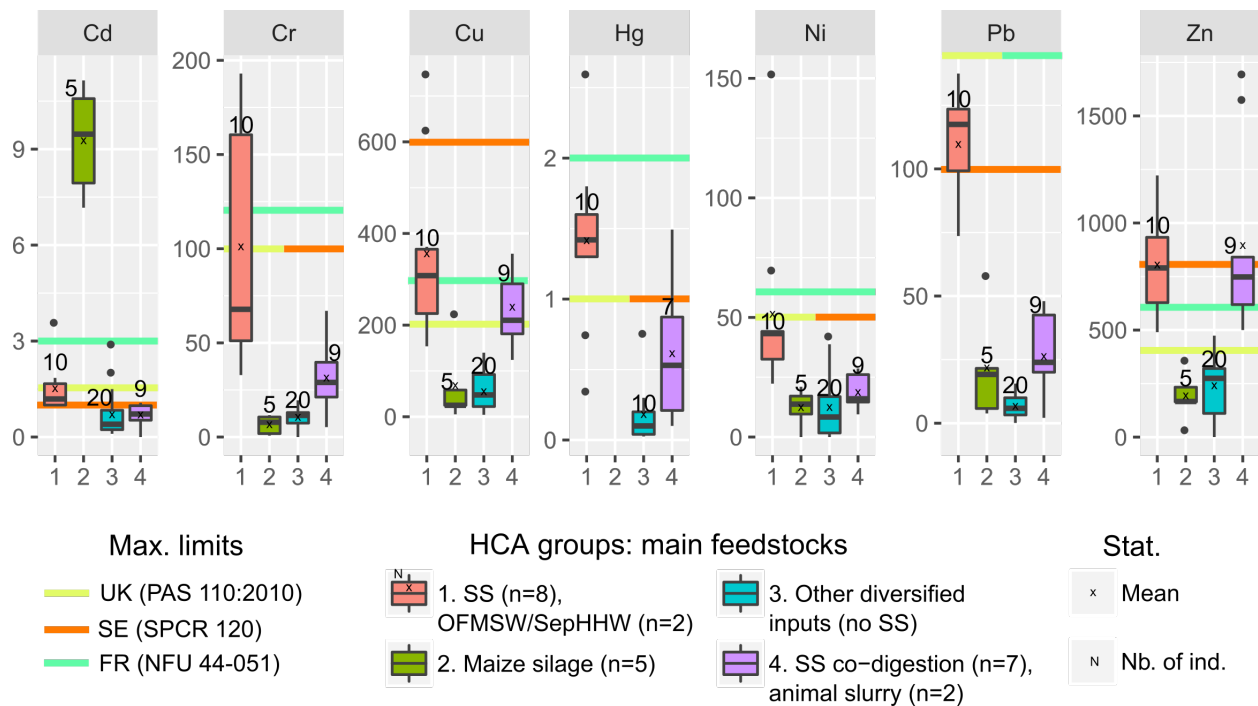 Cd Cr Cu Hg Ni Pb Zn
200 150
5 10 600 10 10 1500
9 150 2 100
10
400 100 10
6 100 10 9 10 1000 9
1 7
200 50 50
3 50 10 9 500
10 9 5 20 5 9 20
20 9 5 20 10 5 20 20 5
0 0 0 0 0 0 0
1 2 3 4 1 2 3 4 1 2 3 4 1 2 3 4 1 2 3 4 1 2 3 4 1 2 3 4
Max. limits
UK (PAS 110:2010)
SE (SPCR 120)
FR (NFU 44-051)
HCA groups: main feedstocks
N
x
1. SS (n=8),
OFMSW/SepHHW (n=2)
2. Maize silage (n=5)
3. Other diversified
inputs (no SS)
4. SS co-digestion (n=7),
animal slurry (n=2)
Stat.
x Mean
N Nb. of ind.